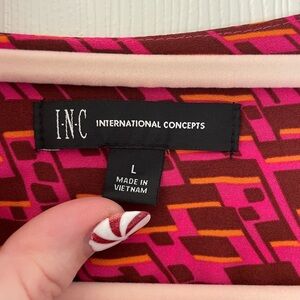 I·N·C INTERNATIONAL CONCEPTS
L
MADE IN
VIETNAM